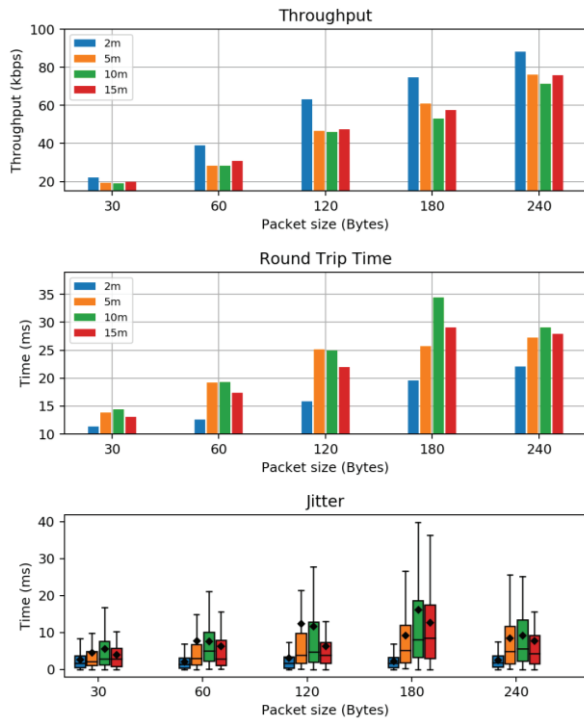 Throughput
100
80
60
40
20
Throughput (kbps)
2m
5m
10m
15m
30 60 120 180 240
Packet size (Bytes)
Round Trip Time
35
30
25
20
15
10
Time (ms)
2m
5m
10m
15m
30 60 120 180 240
Packet size (Bytes)
Jitter
40
30
20
10
0
Time (ms)
30 60 120 180 240
Packet size (Bytes)